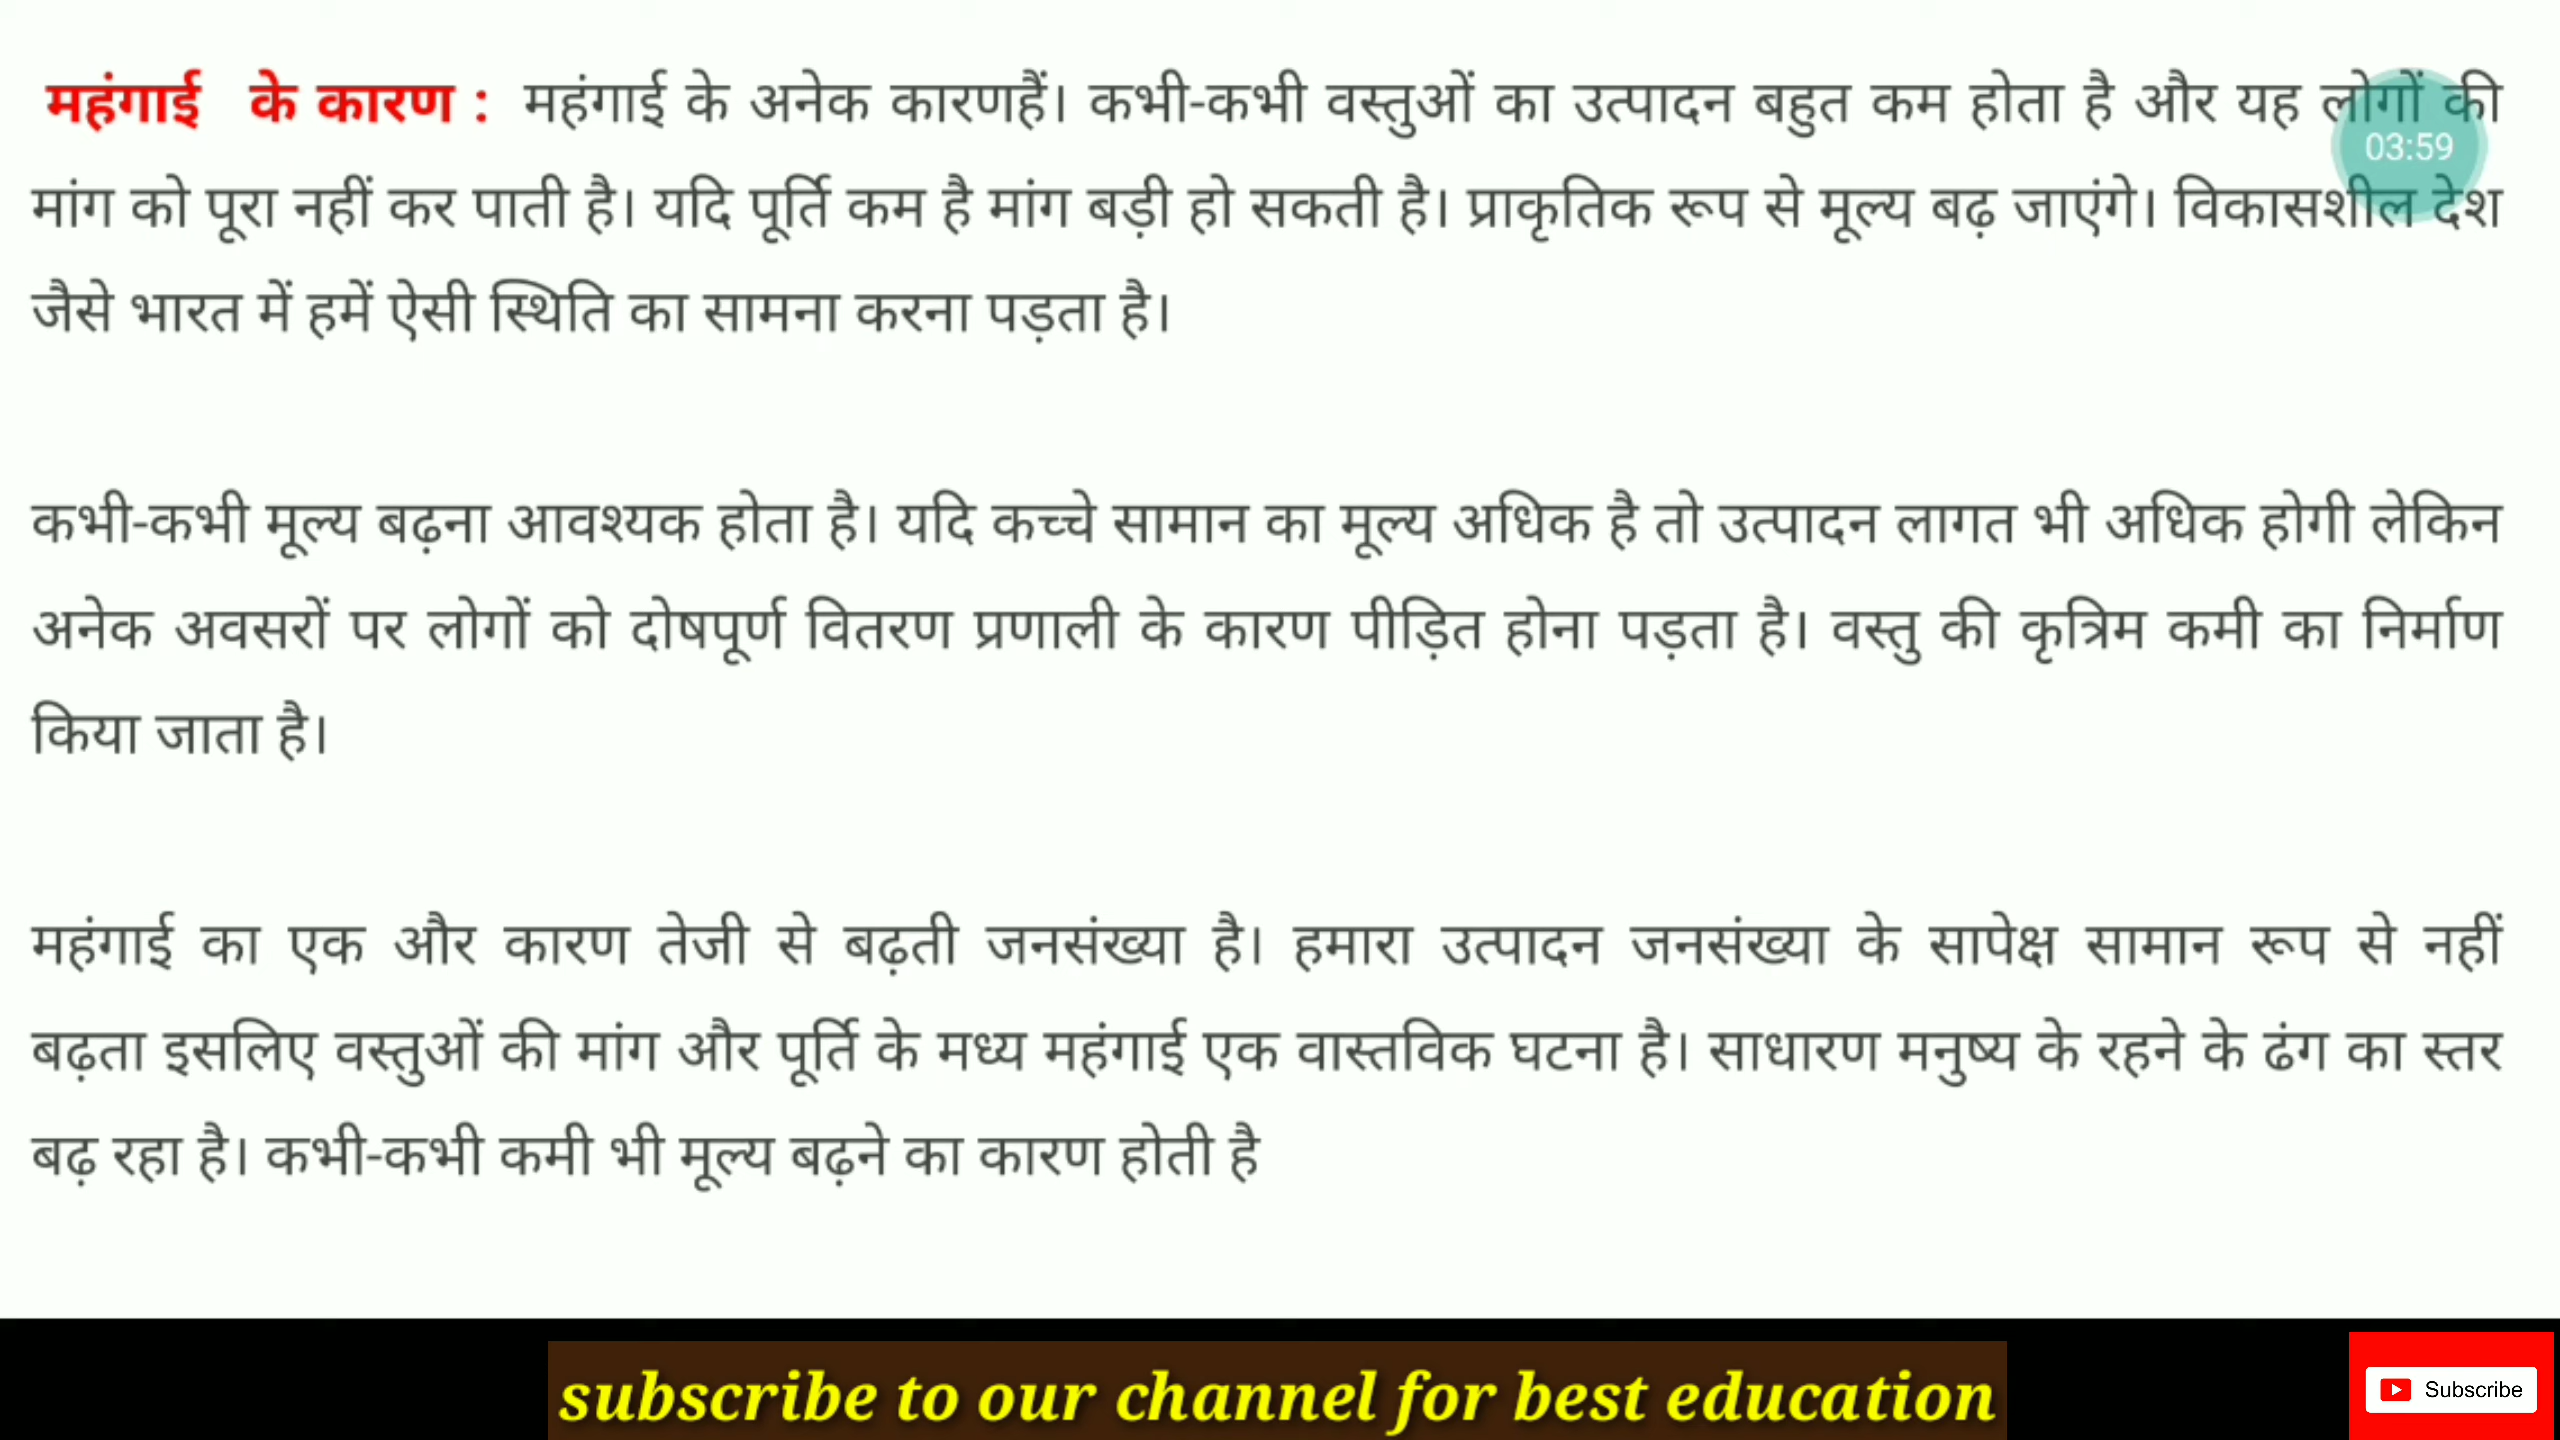 महंगाई के कारण : महंगाई के अनेक कारणहैं। कभी-कभी वस्तुओं का उत्पादन बहुत कम होता है और यह लोगों की
03:59
मांग को पूरा नहीं कर पाती है। यदि पूर्ति कम है मांग बड़ी हो सकती है। प्राकृतिक रूप से मूल्य बढ़ जाएंगे। विकासशील देश
जैसे भारत में हमें ऐसी स्थिति का सामना करना पड़ता है।
कभी-कभी मूल्य बढ़ना आवश्यक होता है। यदि कच्चे सामान का मूल्य अधिक है तो उत्पादन लागत भी अधिक होगी लेकिन
अनेक अवसरों पर लोगों को दोषपूर्ण वितरण प्रणाली के कारण पीड़ित होना पड़ता है। वस्तु की कृत्रिम कमी का निर्माण
किया जाता है।
महंगाई का एक और कारण तेजी से बढ़ती जनसंख्या है। हमारा उत्पादन जनसंख्या के सापेक्ष सामान रूप से नहीं
बढ़ता इसलिए वस्तुओं की मांग और पूर्ति के मध्य महंगाई एक वास्तविक घटना है। साधारण मनुष्य के रहने के ढंग का स्तर
बढ़ रहा है। कभी-कभी कमी भी मूल्य बढ़ने का कारण होती है
subscribe to our channel for best education
Subscribe